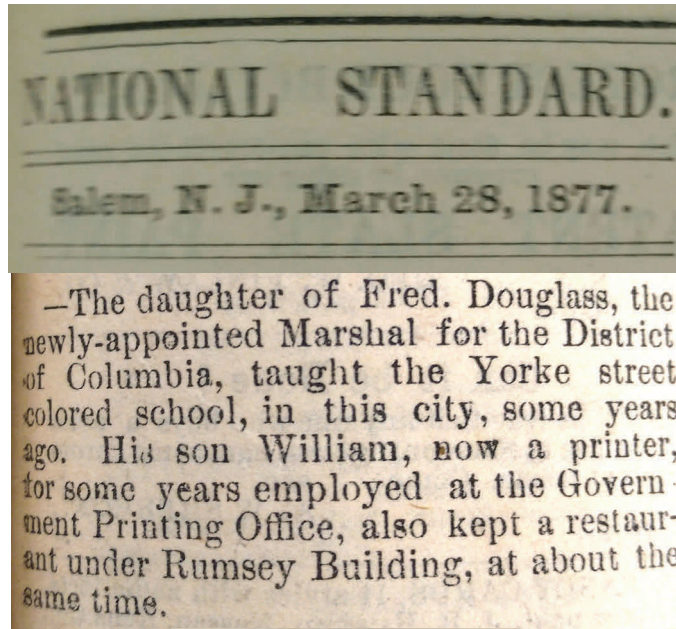 NATIONAL STANDARD.
Salem, N. J., March 28, 1877.
—The daughter of Fred. Douglass, the
newly-appointed Marshal for the District
of Columbia, taught the Yorke street
colored school, in this city, some years
ago. His son William, now a printer,
for some years employed at the Govern-
ment Printing Office, also kept a restaur-
ant under Rumsey Building, at about the
same time.